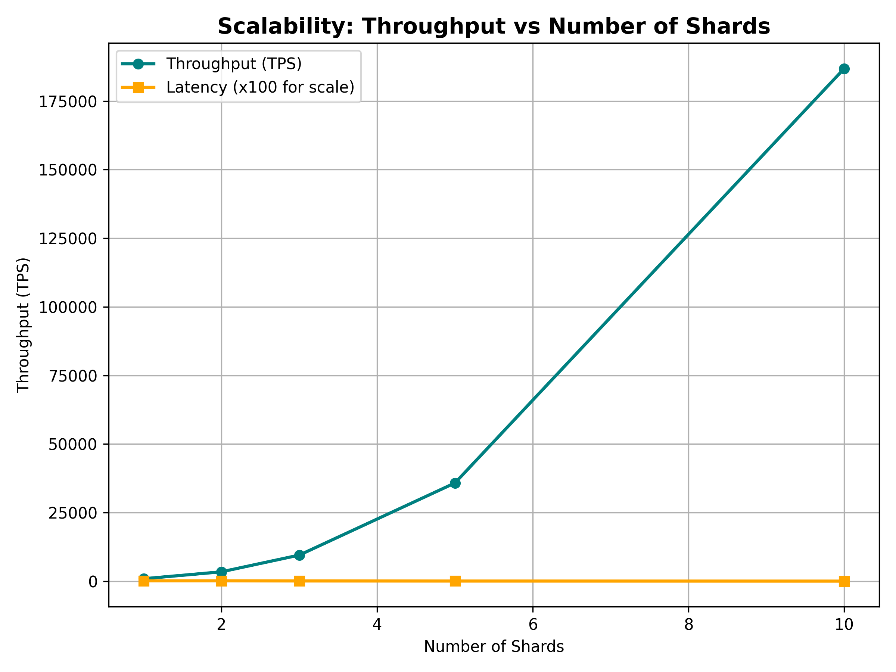 Scalability: Throughput vs Number of Shards
Throughput (TPS)
Latency (x100 for scale)
175000
150000
125000
100000
75000
50000
25000
0
Throughput (TPS)
2
4
6
8
10
Number of Shards